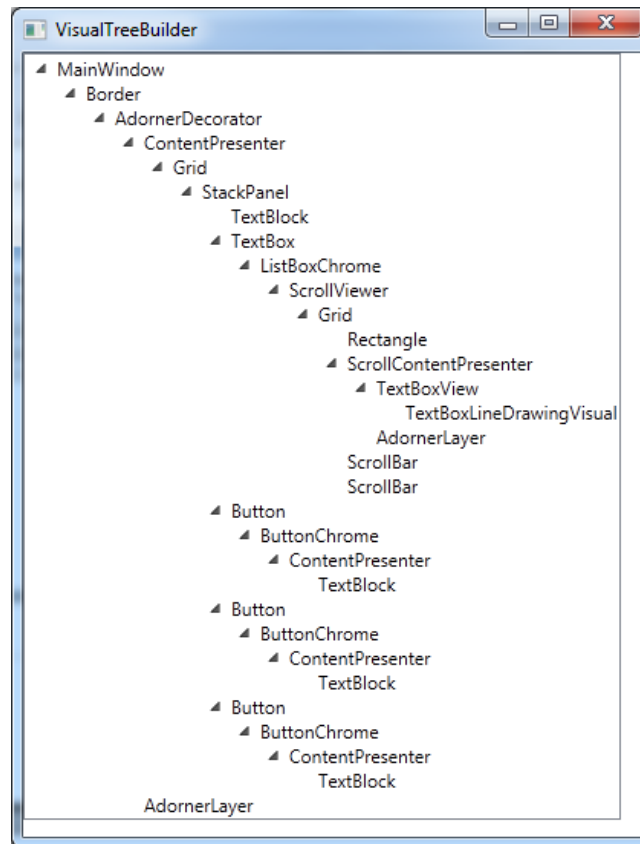 VisualTreeBuilder
MainWindow
Border
AdornerDecorator
ContentPresenter
Grid
StackPanel
TextBlock
TextBox
ListBoxChrome
ScrollViewer
Grid
Rectangle
ScrollContentPresenter
TextBoxView
TextBoxLineDrawingVisual
AdornerLayer
ScrollBar
ScrollBar
Button
ButtonChrome
ContentPresenter
TextBlock
Button
ButtonChrome
ContentPresenter
TextBlock
Button
ButtonChrome
ContentPresenter
TextBlock
AdornerLayer